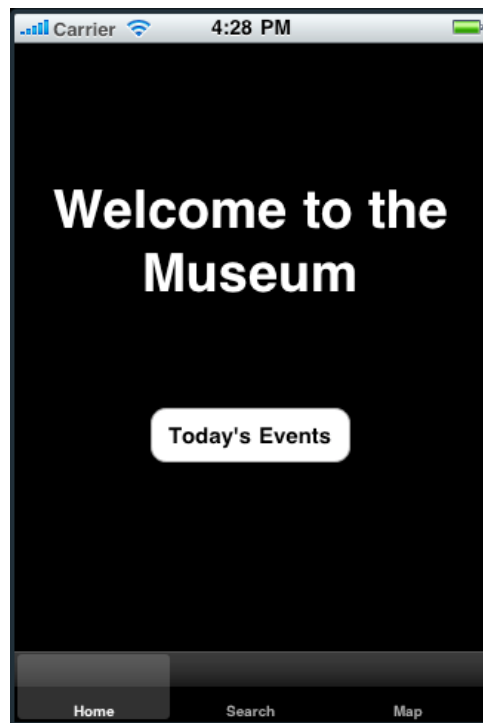 Carrier 4:28 PM
Welcome to the
Museum
Today's Events
Home Search Map